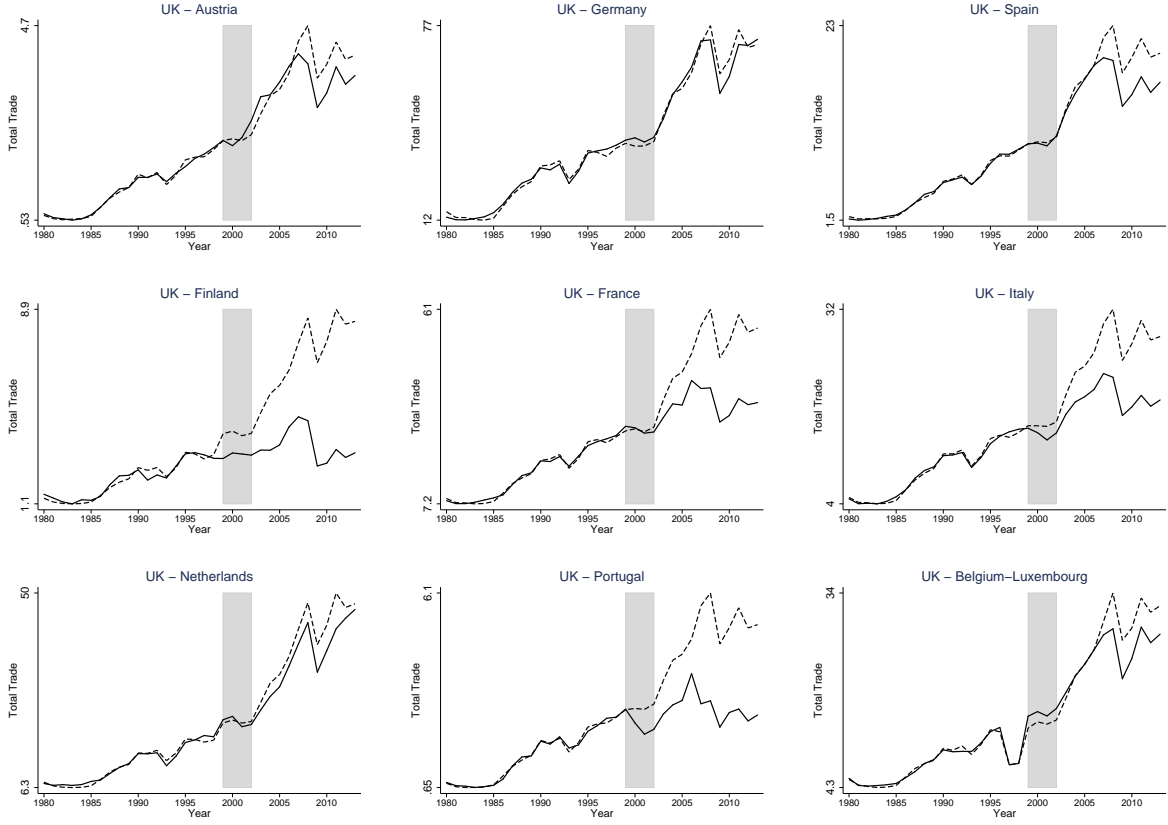 UK − Austria
4.7
Total Trade
.53
1980 1985 1990 1995 2000 2005 2010
Year
UK − Germany
77
Total Trade
12
1980 1985 1990 1995 2000 2005 2010
Year
UK − Spain
23
Total Trade
1.5
1980 1985 1990 1995 2000 2005 2010
Year
UK − Finland
8.9
Total Trade
1.1
1980 1985 1990 1995 2000 2005 2010
Year
UK − France
61
Total Trade
7.2
1980 1985 1990 1995 2000 2005 2010
Year
UK − Italy
32
Total Trade
4
1980 1985 1990 1995 2000 2005 2010
Year
UK − Netherlands
50
Total Trade
6.3
1980 1985 1990 1995 2000 2005 2010
Year
UK − Portugal
6.1
Total Trade
.65
1980 1985 1990 1995 2000 2005 2010
Year
UK − Belgium−Luxembourg
34
Total Trade
4.3
1980 1985 1990 1995 2000 2005 2010
Year